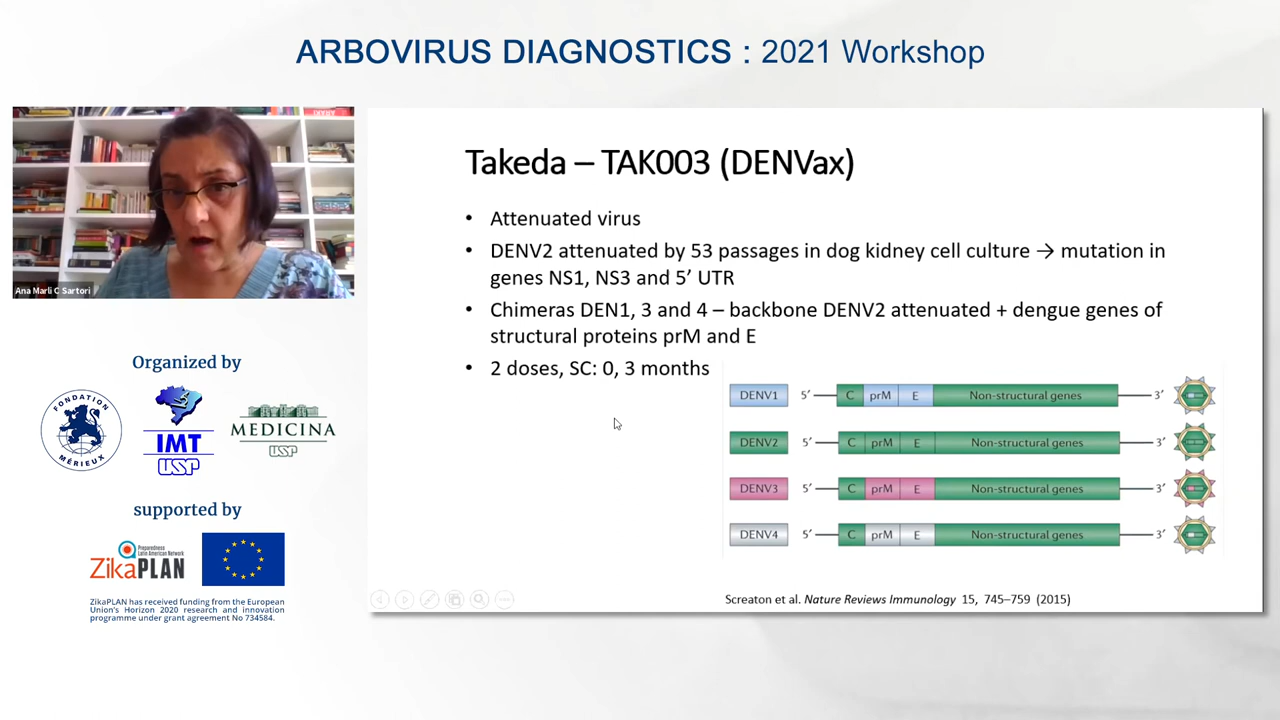 ARBOVIRUS DIAGNOSTICS : 2021 Workshop
Ana Marli C Sartori
Organized by
FONDATION
MÉRIEUX
IMT
USP
MEDICINA
USP
supported by
Preparedness
Latin American Network
ZikaPLAN
ZikaPLAN has received funding from the European
Union's Horizon 2020 research and innovation
programme under grant agreement No 734584.
Takeda – TAK003 (DENVax)
• Attenuated virus
• DENV2 attenuated by 53 passages in dog kidney cell culture → mutation in
genes NS1, NS3 and 5' UTR
• Chimeras DEN1, 3 and 4 – backbone DENV2 attenuated + dengue genes of
structural proteins prM and E
• 2 doses, SC: 0, 3 months
DENV1 5' C prM E Non-structural genes 3'
DENV2 5' C prM E Non-structural genes 3'
DENV3 5' C prM E Non-structural genes 3'
DENV4 5' C prM E Non-structural genes 3'
Screaton et al. Nature Reviews Immunology 15, 745–759 (2015)